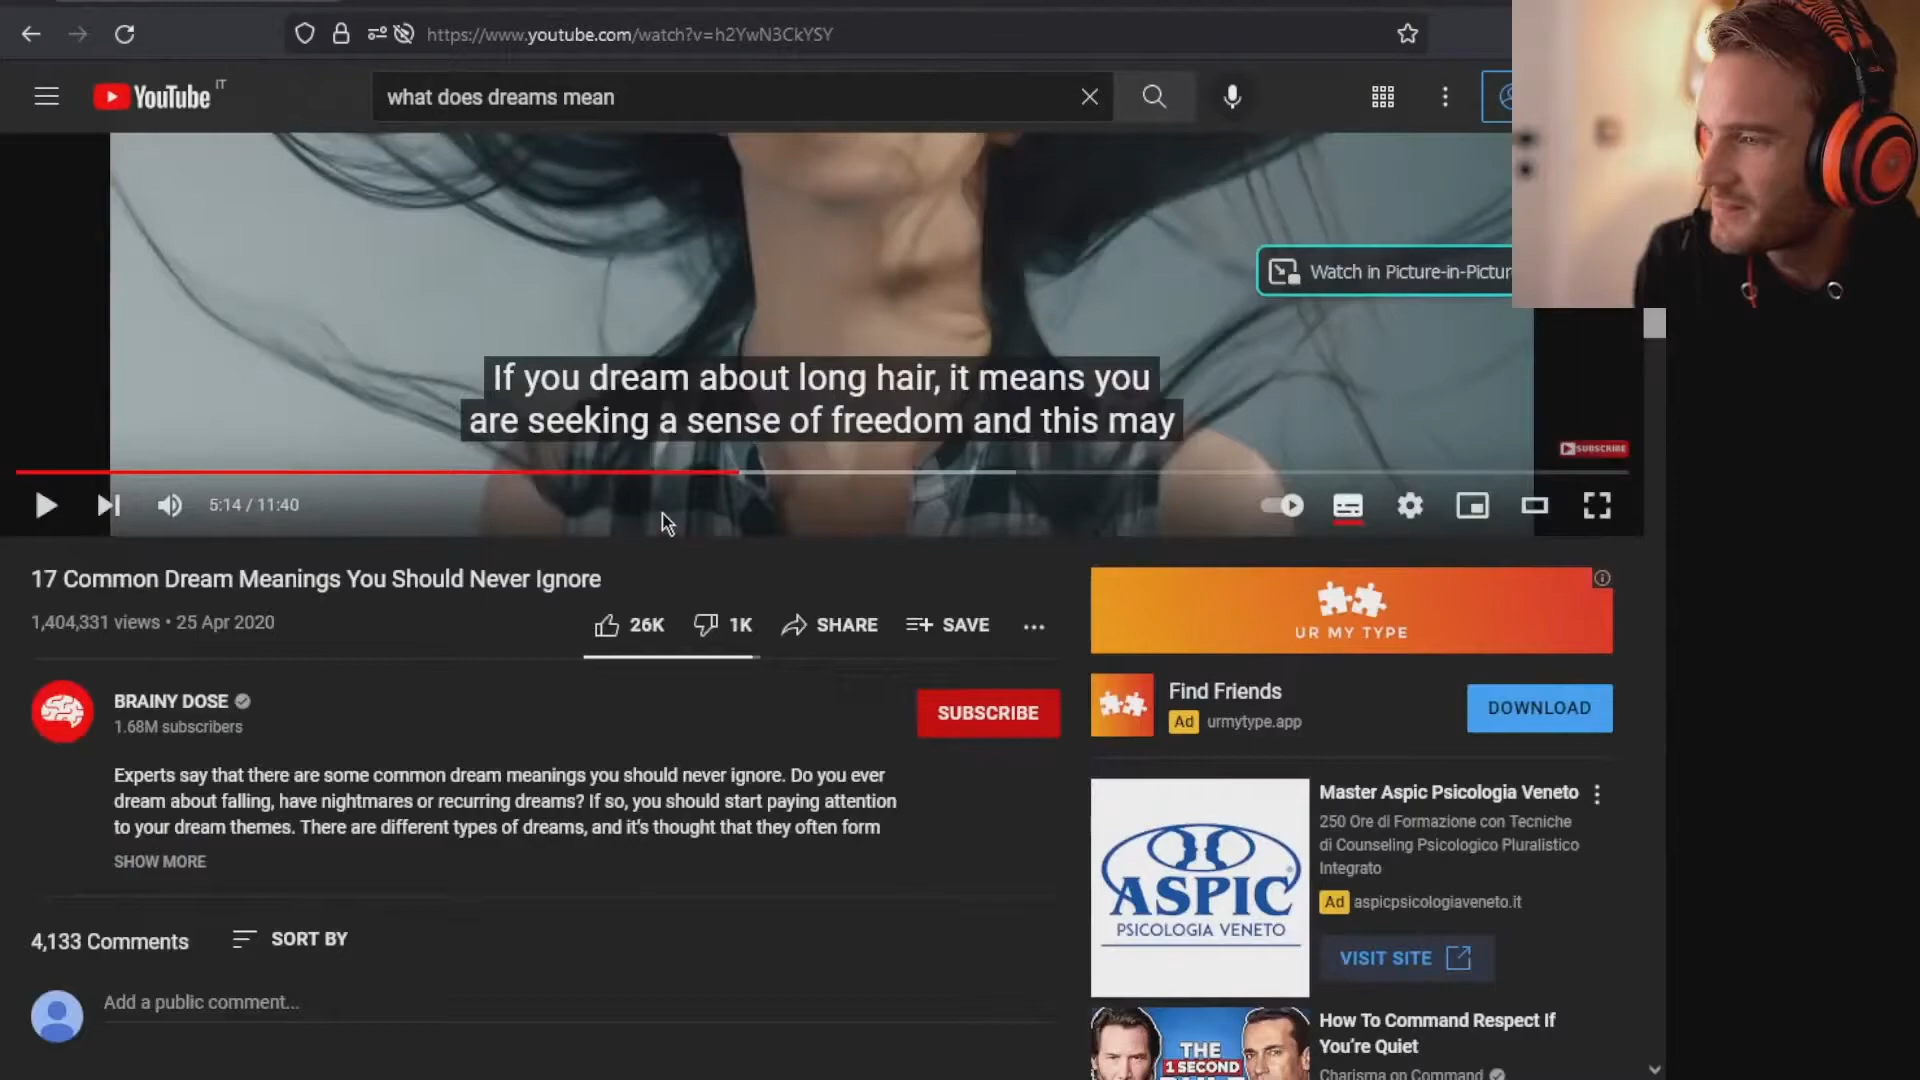 https://www.youtube.com/watch?v=h2YwN3CkYSY
YouTube IT
what does dreams mean
Watch in Picture-in-Pictur
If you dream about long hair, it means you
are seeking a sense of freedom and this may
SUBSCRIBE
5:14 / 11:40
17 Common Dream Meanings You Should Never Ignore
1,404,331 views • 25 Apr 2020
26K
1K
SHARE
SAVE
BRAINY DOSE
1.68M subscribers
SUBSCRIBE
Experts say that there are some common dream meanings you should never ignore. Do you ever
dream about falling, have nightmares or recurring dreams? If so, you should start paying attention
to your dream themes. There are different types of dreams, and it's thought that they often form
SHOW MORE
4,133 Comments
SORT BY
Add a public comment...
UR MY TYPE
Find Friends
Ad urmytype.app
DOWNLOAD
ASPIC
PSICOLOGIA VENETO
Master Aspic Psicologia Veneto
250 Ore di Formazione con Tecniche
di Counseling Psicologico Pluralistico
Integrato
Ad aspicpsicologiaveneto.it
VISIT SITE
THE
1 SECOND
How To Command Respect If
You're Quiet
Charisma on Command